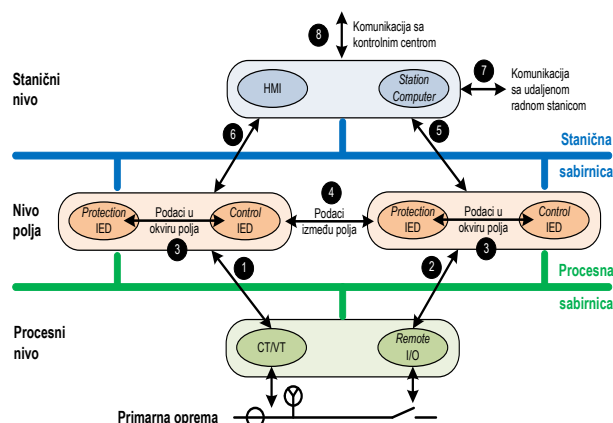 8
Komunikacija sa
kontrolnim centrom
Stanični
nivo
HMI
Station
Computer
7
Komunikacija
sa udaljenom
radnom stanicom
6
5
Stanična
sabirnica
Nivo
polja
Protection
IED
Podaci u
okviru polja
3
Control
IED
4
Podaci
između polja
Protection
IED
Podaci u
okviru polja
3
Control
IED
1
2
Procesna
sabirnica
Procesni
nivo
CT/VT
Remote
I/O
Primarna oprema